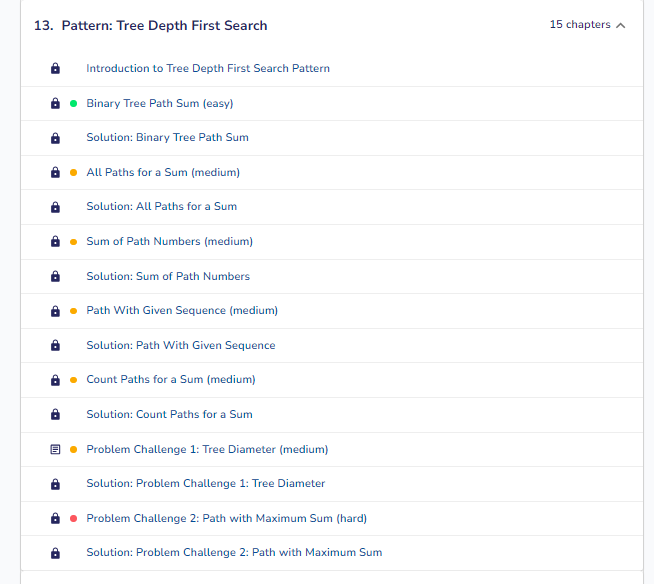 13. Pattern: Tree Depth First Search 15 chapters
Introduction to Tree Depth First Search Pattern
Binary Tree Path Sum (easy)
Solution: Binary Tree Path Sum
All Paths for a Sum (medium)
Solution: All Paths for a Sum
Sum of Path Numbers (medium)
Solution: Sum of Path Numbers
Path With Given Sequence (medium)
Solution: Path With Given Sequence
Count Paths for a Sum (medium)
Solution: Count Paths for a Sum
Problem Challenge 1: Tree Diameter (medium)
Solution: Problem Challenge 1: Tree Diameter
Problem Challenge 2: Path with Maximum Sum (hard)
Solution: Problem Challenge 2: Path with Maximum Sum